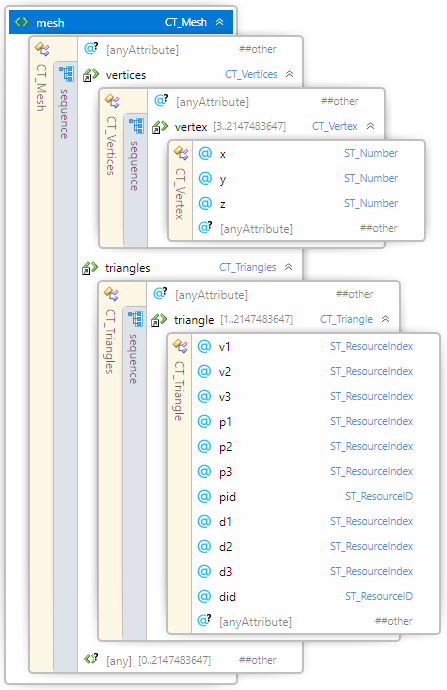 mesh CT_Mesh
CT_Mesh
sequence
[anyAttribute] ##other
vertices CT_Vertices
CT_Vertices
sequence
[anyAttribute] ##other
vertex [3..2147483647] CT_Vertex
CT_Vertex
@ x ST_Number
@ y ST_Number
@ z ST_Number
@? [anyAttribute] ##other
triangles CT_Triangles
CT_Triangles
sequence
@? [anyAttribute] ##other
triangle [1..2147483647] CT_Triangle
CT_Triangle
@ v1 ST_ResourceIndex
@ v2 ST_ResourceIndex
@ v3 ST_ResourceIndex
@ p1 ST_ResourceIndex
@ p2 ST_ResourceIndex
@ p3 ST_ResourceIndex
@ pid ST_ResourceID
@ d1 ST_ResourceIndex
@ d2 ST_ResourceIndex
@ d3 ST_ResourceIndex
@ did ST_ResourceID
@? [anyAttribute] ##other
[any] [0..2147483647] ##other